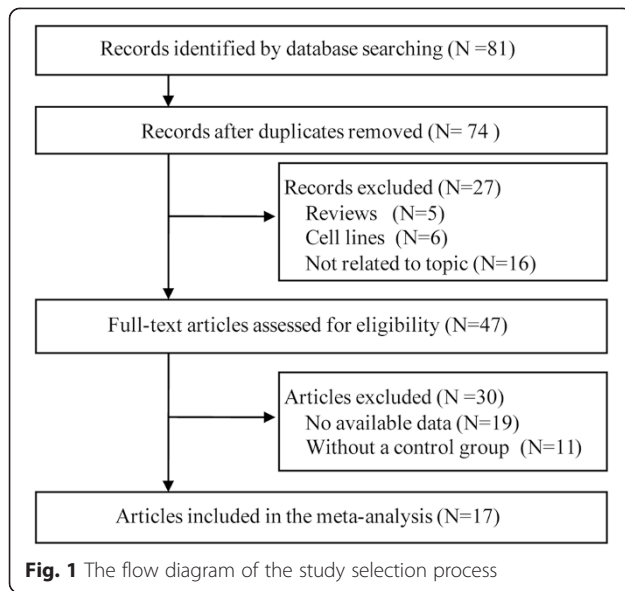 Records identified by database searching (N =81)
Records after duplicates removed (N= 74 )
Records excluded (N=27)
Reviews (N=5)
Cell lines (N=6)
Not related to topic (N=16)
Full-text articles assessed for eligibility (N=47)
Articles excluded (N =30)
No available data (N=19)
Without a control group (N=11)
Articles included in the meta-analysis (N=17)
Fig. 1 The flow diagram of the study selection process